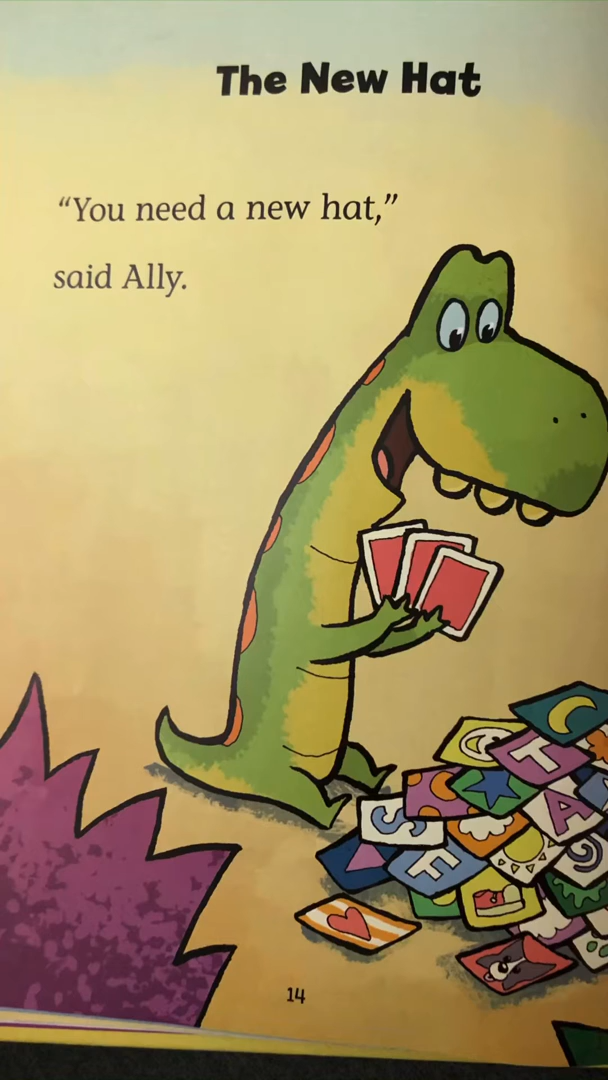 The New Hat
“You need a new hat,”
said Ally.
T
A
S
F
14